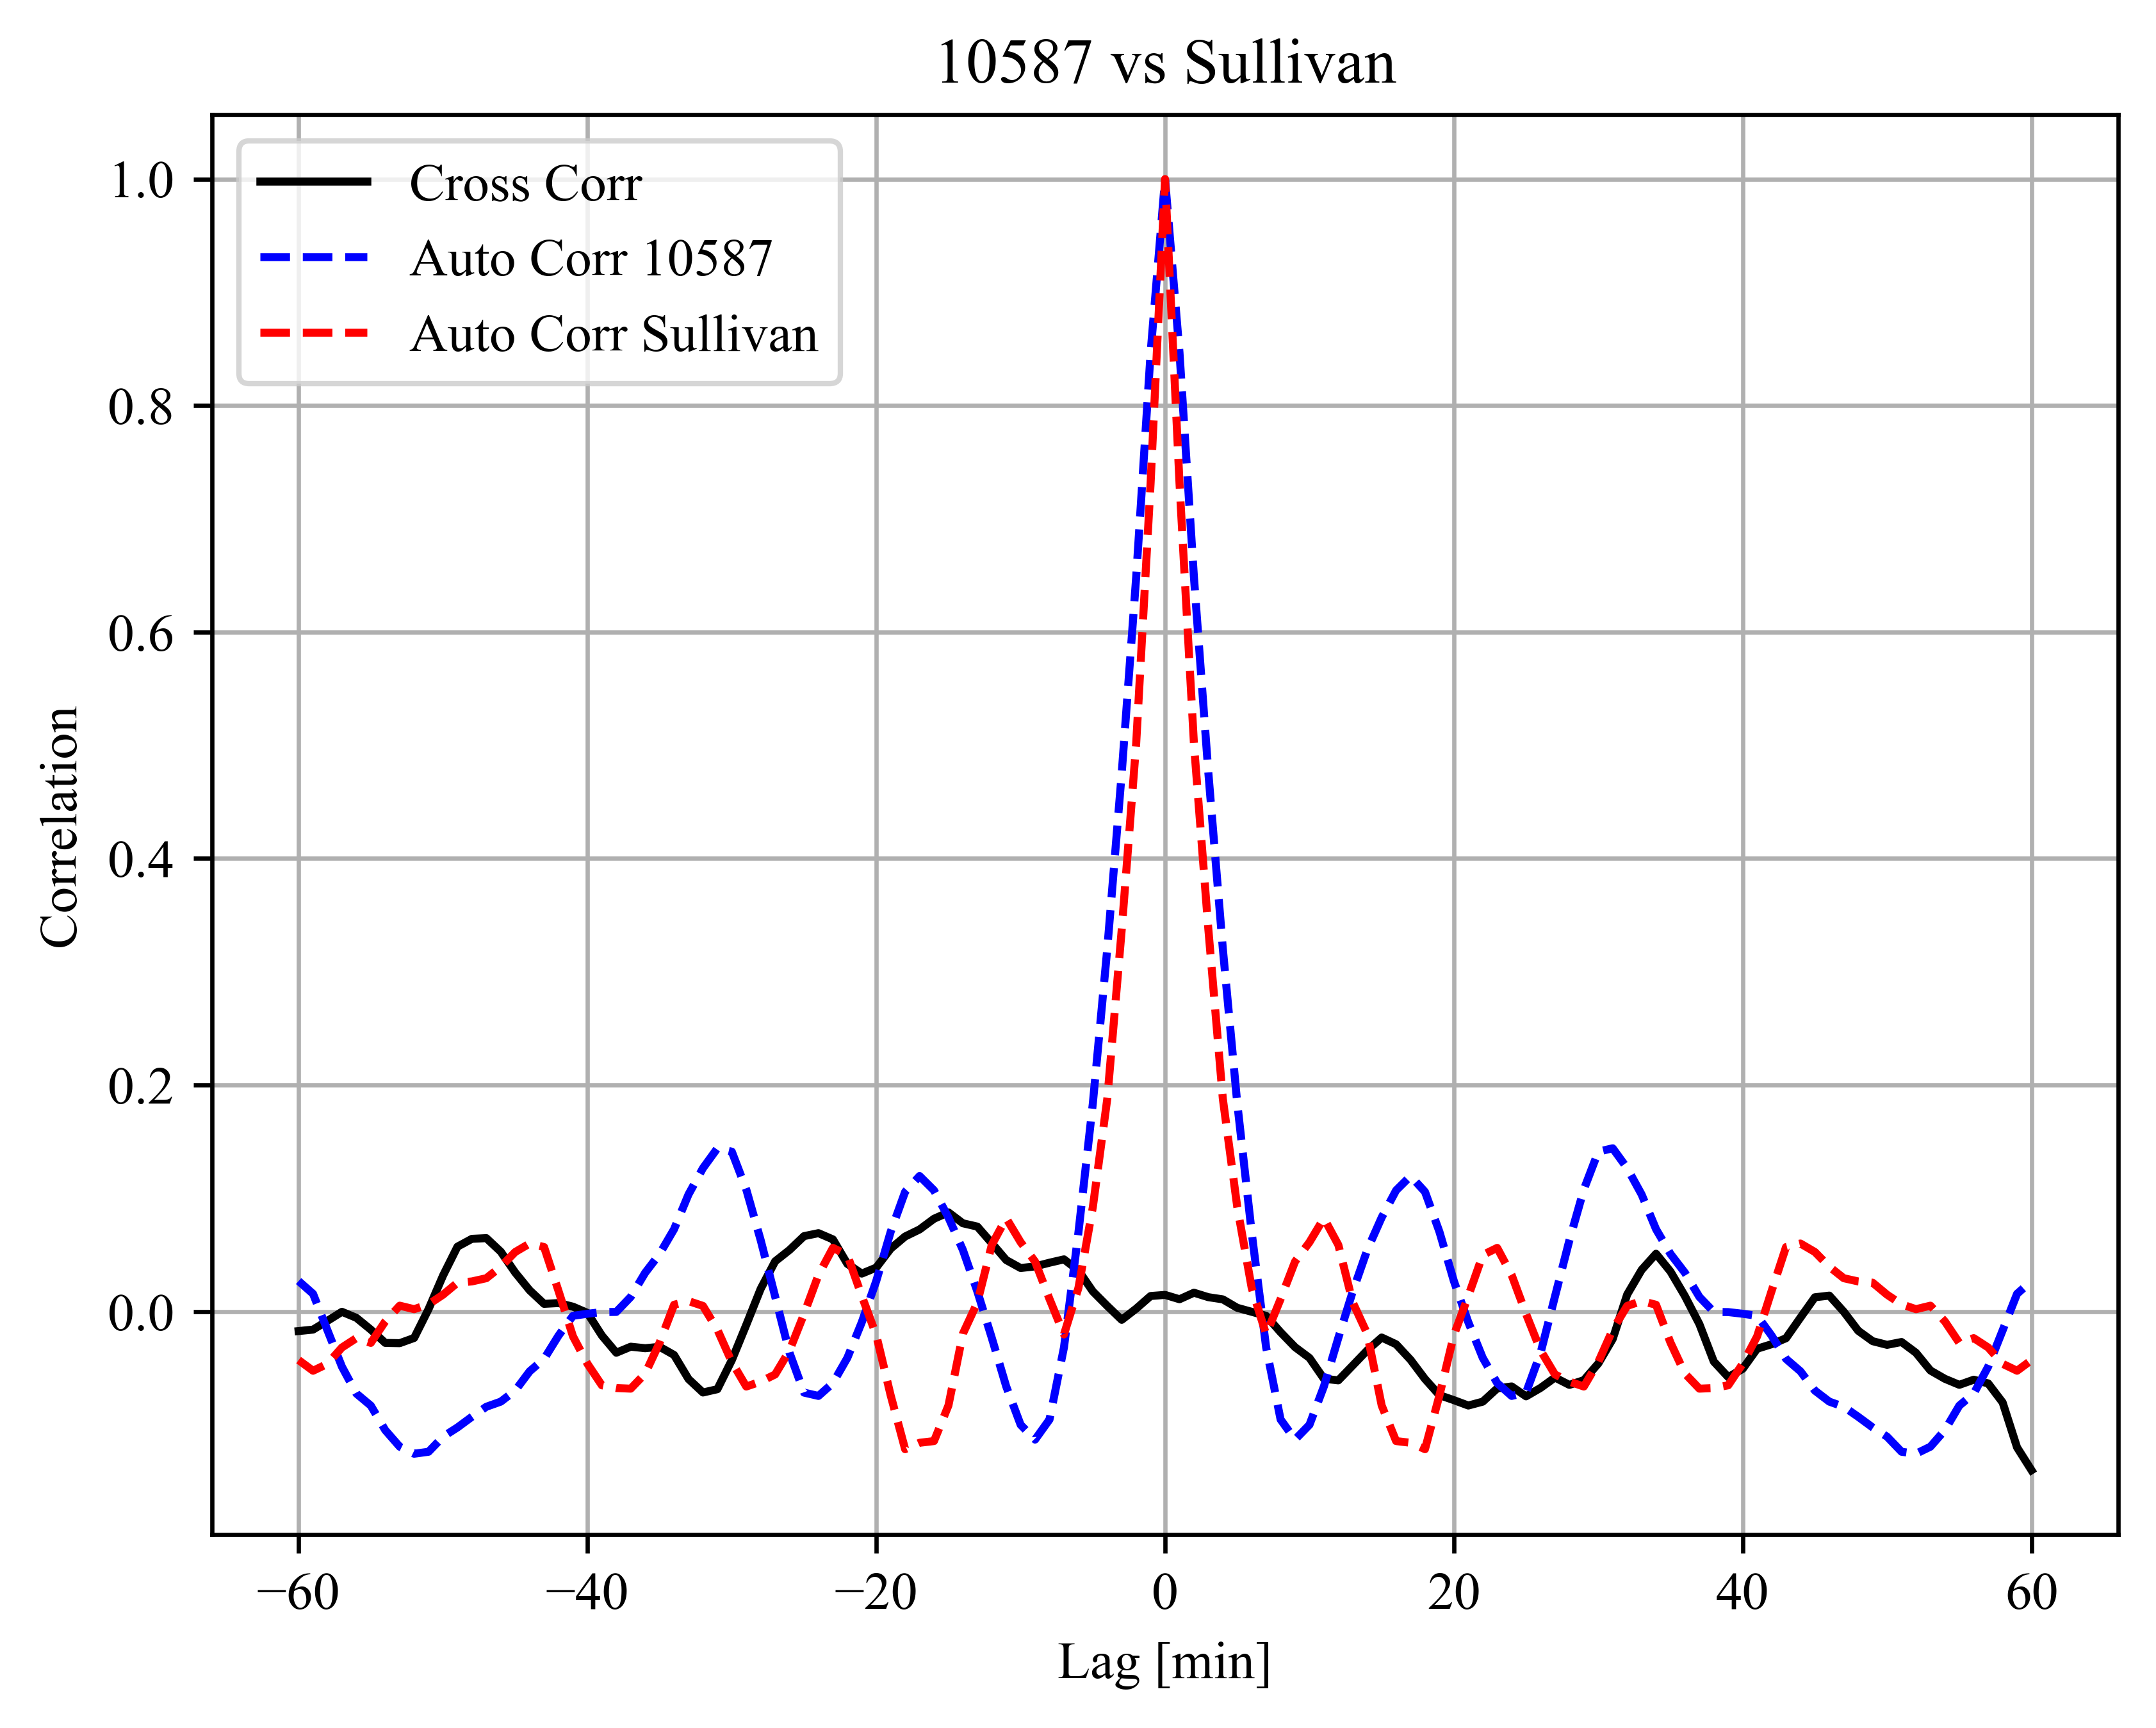 10587 vs Sullivan
Cross Corr
Auto Corr 10587
Auto Corr Sullivan
1.0
0.8
0.6
0.4
0.2
0.0
Correlation
−60 −40 −20 0 20 40 60
Lag [min]